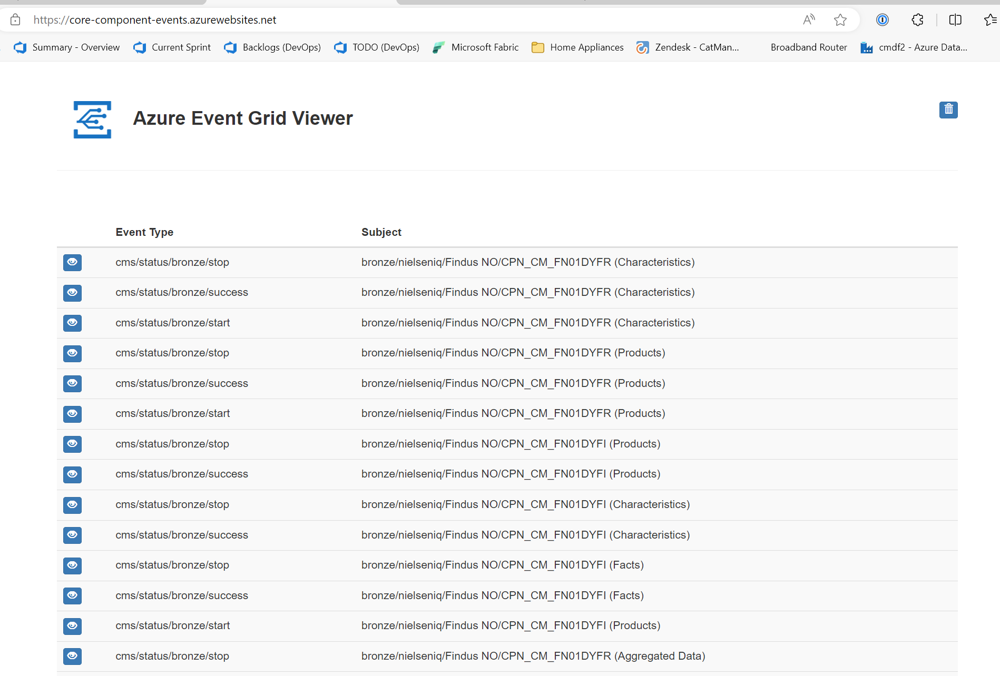 https://core-component-events.azurewebsites.net
Summary - Overview Current Sprint Backlogs (DevOps) TODO (DevOps) Microsoft Fabric Home Appliances Zendesk - CatMan... Broadband Router cmdf2 - Azure Data...
Azure Event Grid Viewer
Event Type Subject
cms/status/bronze/stop bronze/nielseniq/Findus NO/CPN_CM_FN01DYFR (Characteristics)
cms/status/bronze/success bronze/nielseniq/Findus NO/CPN_CM_FN01DYFR (Characteristics)
cms/status/bronze/start bronze/nielseniq/Findus NO/CPN_CM_FN01DYFR (Characteristics)
cms/status/bronze/stop bronze/nielseniq/Findus NO/CPN_CM_FN01DYFR (Products)
cms/status/bronze/success bronze/nielseniq/Findus NO/CPN_CM_FN01DYFR (Products)
cms/status/bronze/start bronze/nielseniq/Findus NO/CPN_CM_FN01DYFR (Products)
cms/status/bronze/stop bronze/nielseniq/Findus NO/CPN_CM_FN01DYFI (Products)
cms/status/bronze/success bronze/nielseniq/Findus NO/CPN_CM_FN01DYFI (Products)
cms/status/bronze/stop bronze/nielseniq/Findus NO/CPN_CM_FN01DYFI (Characteristics)
cms/status/bronze/success bronze/nielseniq/Findus NO/CPN_CM_FN01DYFI (Characteristics)
cms/status/bronze/stop bronze/nielseniq/Findus NO/CPN_CM_FN01DYFI (Facts)
cms/status/bronze/success bronze/nielseniq/Findus NO/CPN_CM_FN01DYFI (Facts)
cms/status/bronze/start bronze/nielseniq/Findus NO/CPN_CM_FN01DYFI (Products)
cms/status/bronze/stop bronze/nielseniq/Findus NO/CPN_CM_FN01DYFR (Aggregated Data)